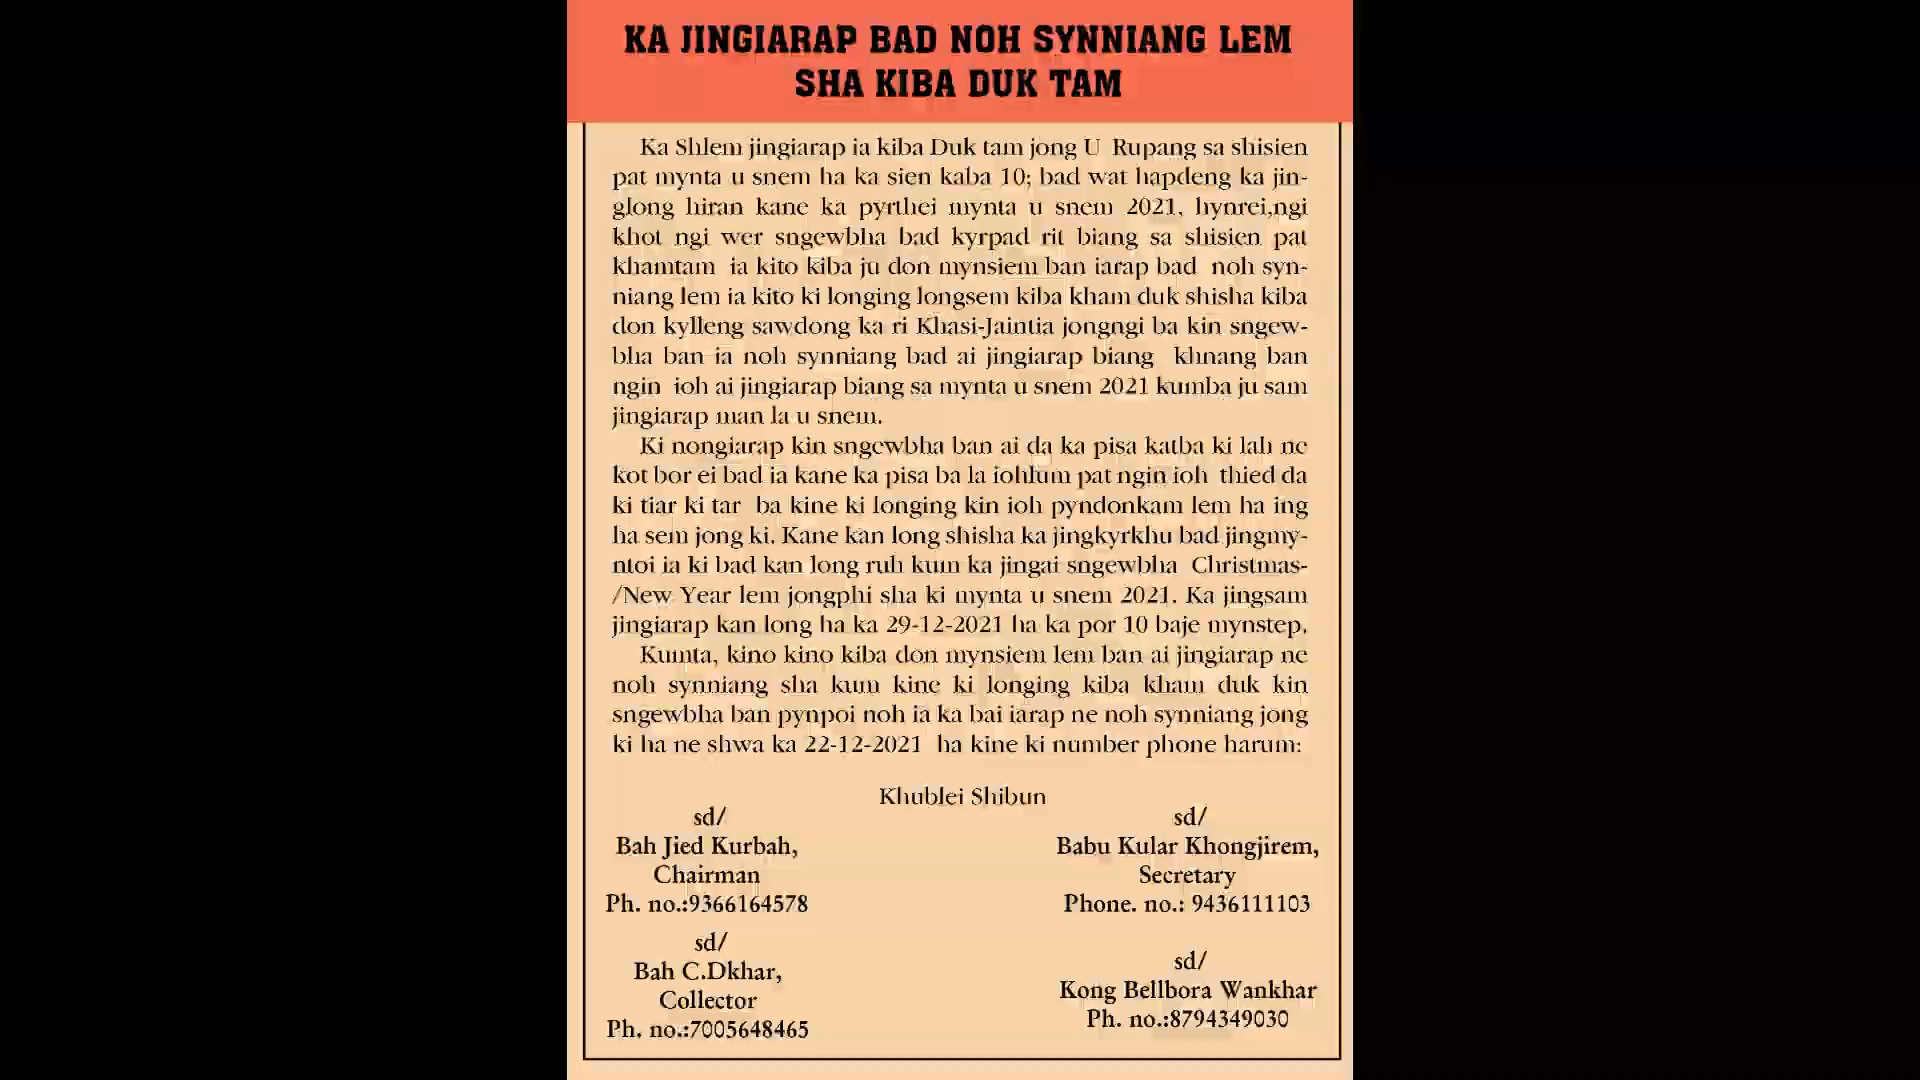 KA JINGIARAP BAD NOH SYNNIANG LEM
SHA KIBA DUK TAM
Ka Shlem jingiarap ia kiba Duk tam jong U Rupang sa shisien
pat mynta u snem ha ka sien kaba 10; bad wat hapdeng ka jin-
glong hiran kane ka pyrthei mynta u snem 2021, hynrei,ngi
khot ngi wer sngewbha bad kyrpad rit biang sa shisien pat
khamtam ia kito kiba ju don mynsiem ban iarap bad noh syn-
niang lem ia kito ki longing longsem kiba kham duk shisha kiba
don kylleng sawdong ka ri Khasi-Jaintia jongngi ba kin sngew-
bha ban ia noh synniang bad ai jingiarap biang khnang ban
ngin ioh ai jingiarap biang sa mynta u snem 2021 kumba ju sam
jingiarap man la u snem.
Ki nongiarap kin sngewbha ban ai da ka pisa katba ki lah ne
kot bor ei bad ia kane ka pisa ba la iohlum pat ngin ioh thied da
ki tiar ki tar ba kine ki longing kin ioh pyndonkam lem ha ing
ha sem jong ki. Kane kan long shisha ka jingkyrkhu bad jingmy-
ntoi ia ki bad kan long ruh kum ka jingai sngewbha Christmas-
/New Year lem jongphi sha ki mynta u snem 2021. Ka jingsam
jingiarap kan long ha ka 29-12-2021 ha ka por 10 baje mynstep.
Kumta, kino kino kiba don mynsiem lem ban ai jingiarap ne
noh synniang sha kum kine ki longing kiba kham duk kin
sngewbha ban pynpoi noh ia ka bai iarap ne noh synniang jong
ki ha ne shwa ka 22-12-2021 ha kine ki number phone harum:
Khublei Shibun
sd/
Bah Jied Kurbah,
Chairman
Ph. no.:9366164578
sd/
Babu Kular Khongjirem,
Secretary
Phone. no.: 9436111103
sd/
Bah C.Dkhar,
Collector
Ph. no.:7005648465
sd/
Kong Bellbora Wankhar
Ph. no.:8794349030